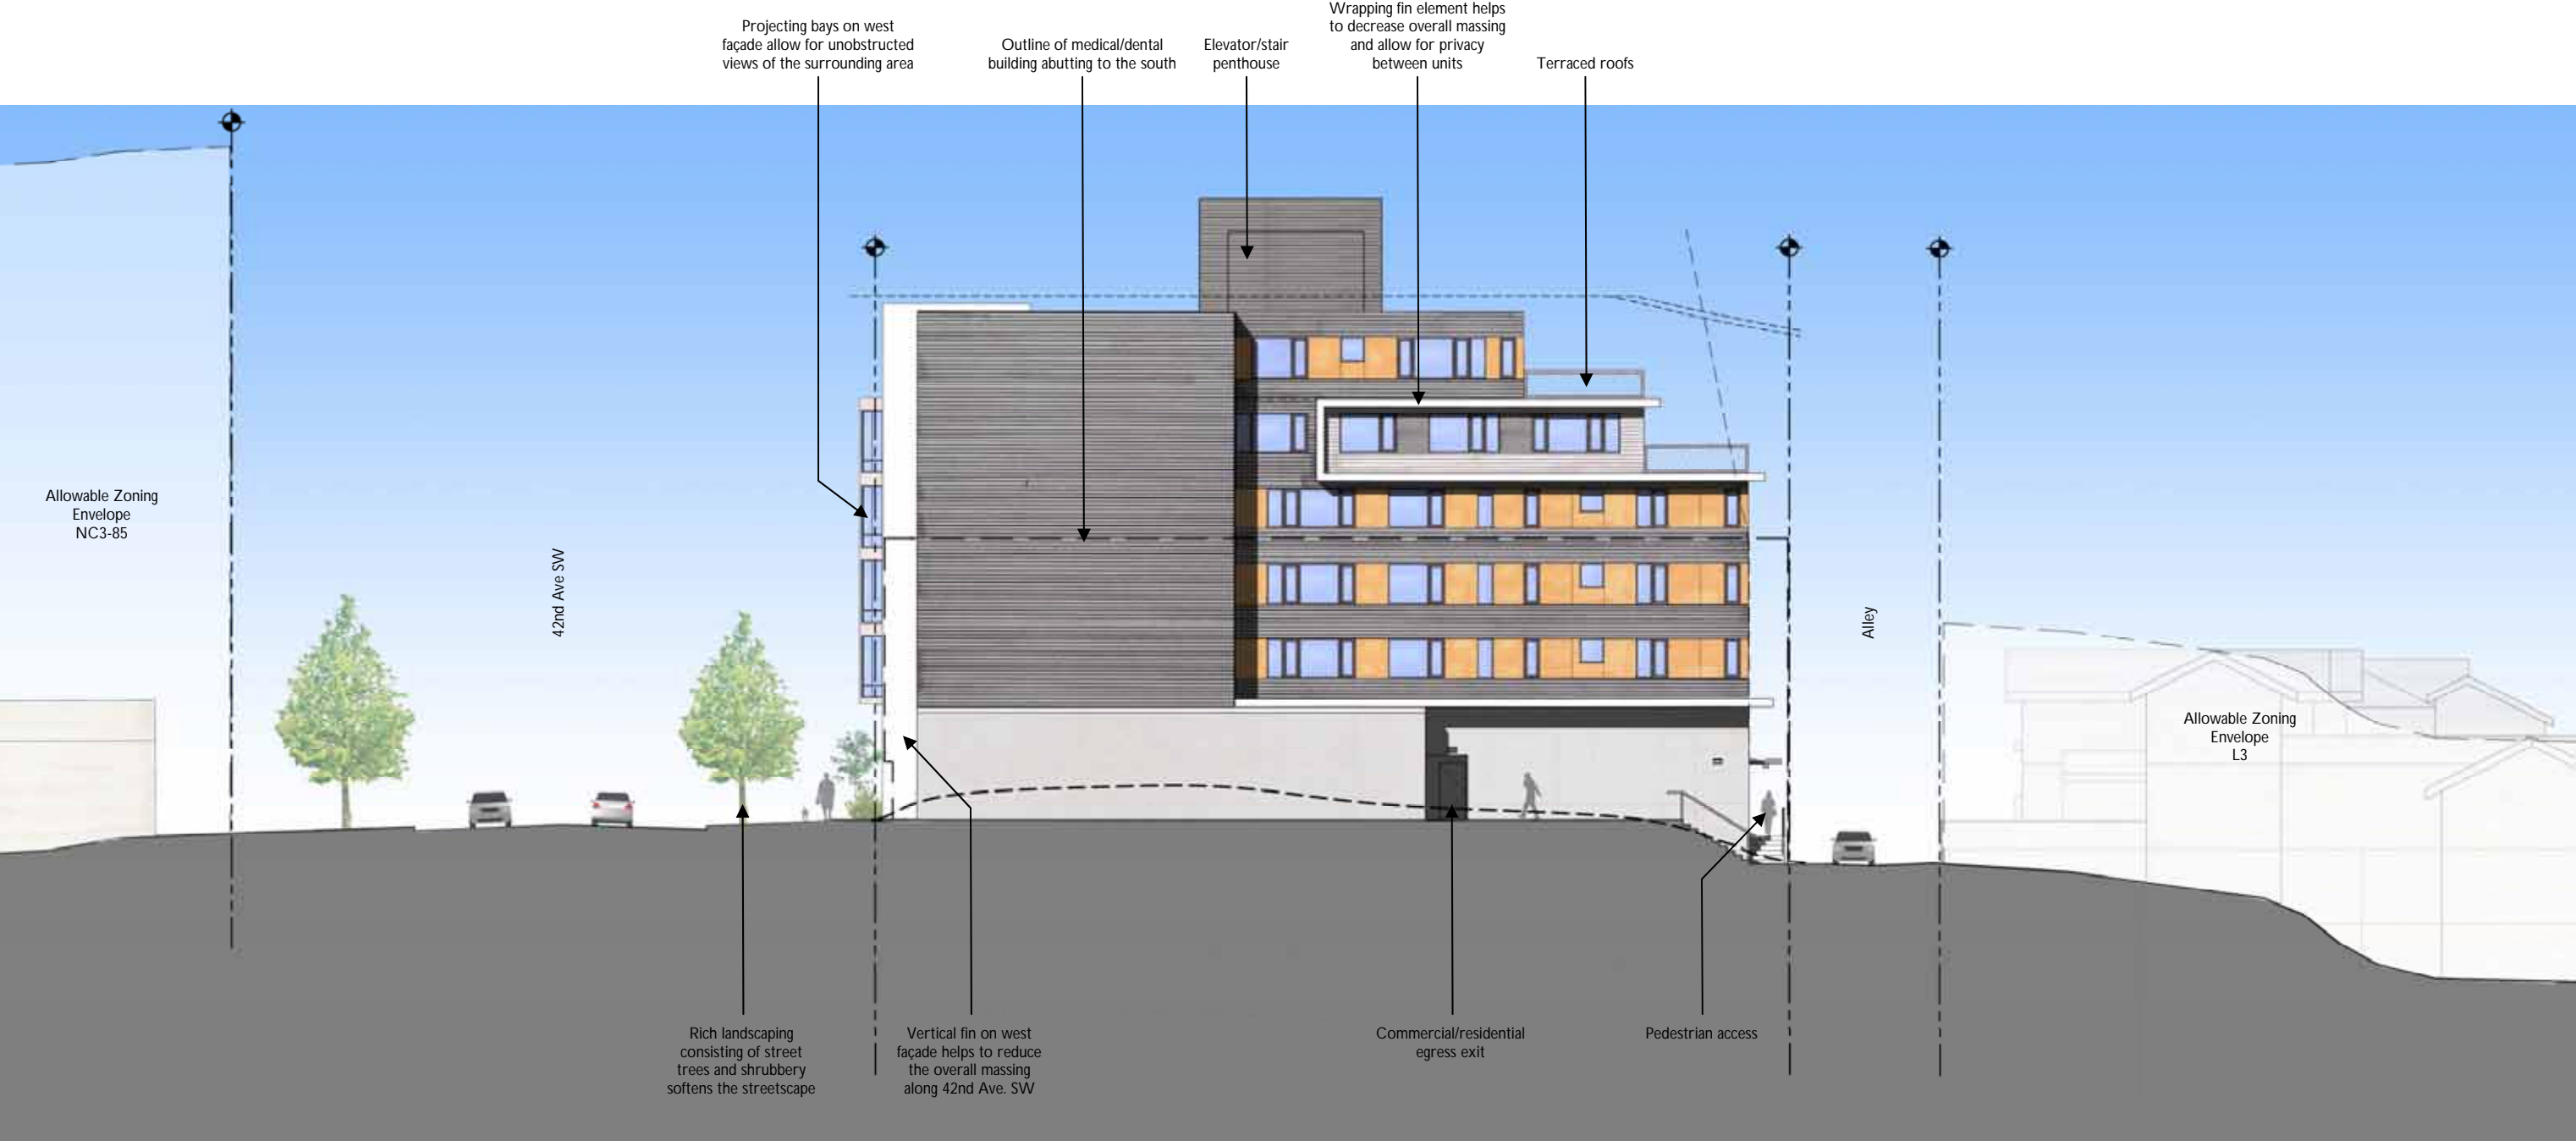 Projecting bays on west
façade allow for unobstructed
views of the surrounding area
Outline of medical/dental
building abutting to the south
Elevator/stair
penthouse
Wrapping fin element helps
to decrease overall massing
and allow for privacy
between units
Terraced roofs
Allowable Zoning
Envelope
NC3-85
42nd Ave SW
Alley
Allowable Zoning
Envelope
L3
Rich landscaping
consisting of street
trees and shrubbery
softens the streetscape
Vertical fin on west
façade helps to reduce
the overall massing
along 42nd Ave. SW
Commercial/residential
egress exit
Pedestrian access